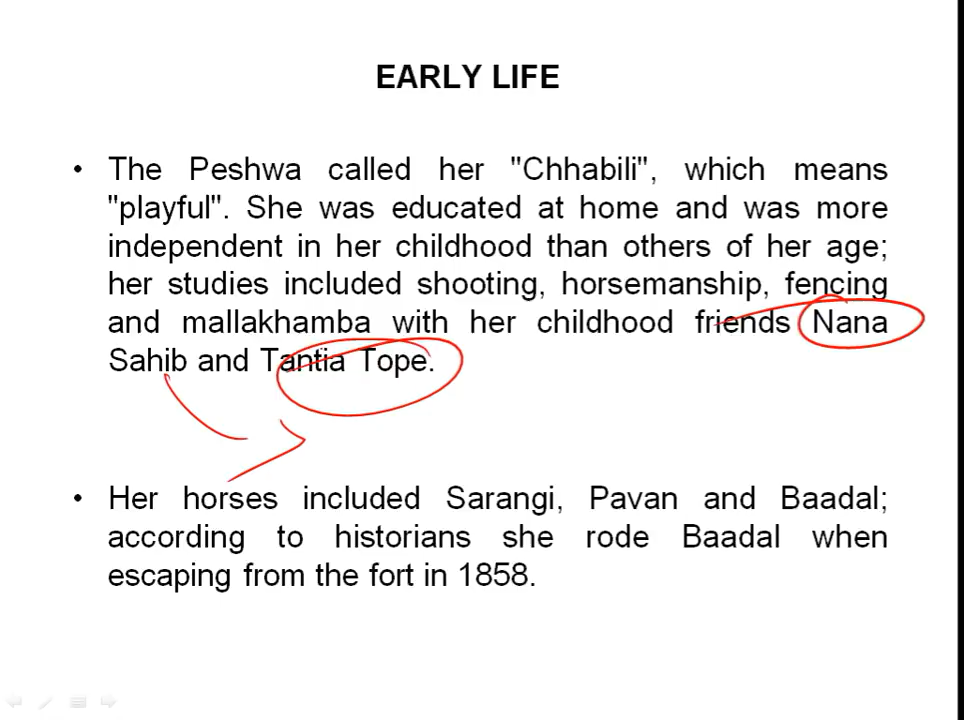 EARLY LIFE
• The Peshwa called her "Chhabili", which means
"playful". She was educated at home and was more
independent in her childhood than others of her age;
her studies included shooting, horsemanship, fencing
and mallakhamba with her childhood friends Nana
Sahib and Tantia Tope.
• Her horses included Sarangi, Pavan and Baadal;
according to historians she rode Baadal when
escaping from the fort in 1858.